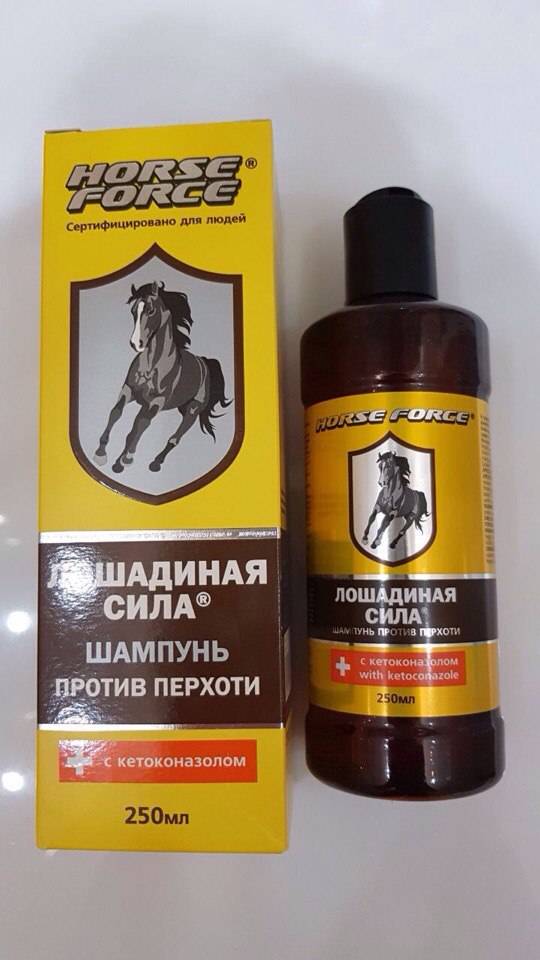 HORSE
FORCE®
Сертифицировано для людей
ЛОШАДИНАЯ
СИЛА®
ШАМПУНЬ
ПРОТИВ ПЕРХОТИ
с кетоконазолом
250мл
HORSE FORCE®
ЛОШАДИНАЯ
СИЛА
ШАМПУНЬ ПРОТИВ ПЕРХОТИ
с кетоконазолом
with ketoconazole
250мл